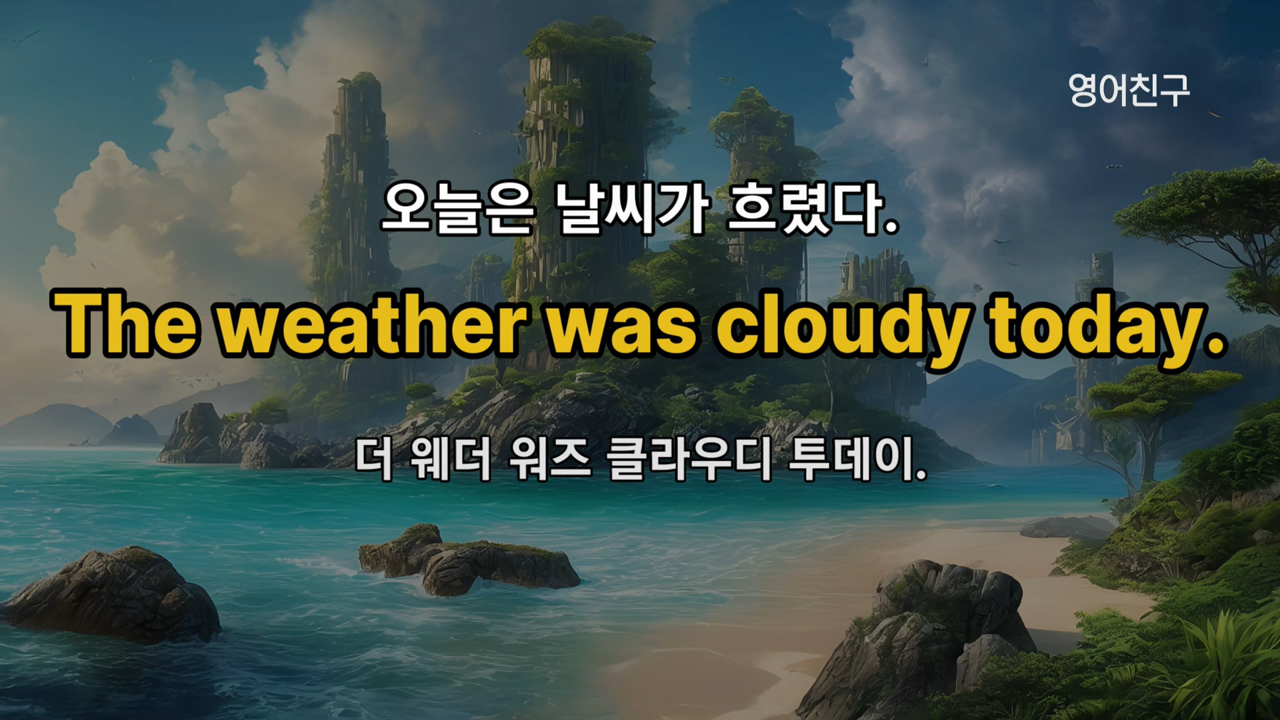 영어친구
오늘은 날씨가 흐렸다.
The weather was cloudy today.
더 웨더 워즈 클라우디 투데이.